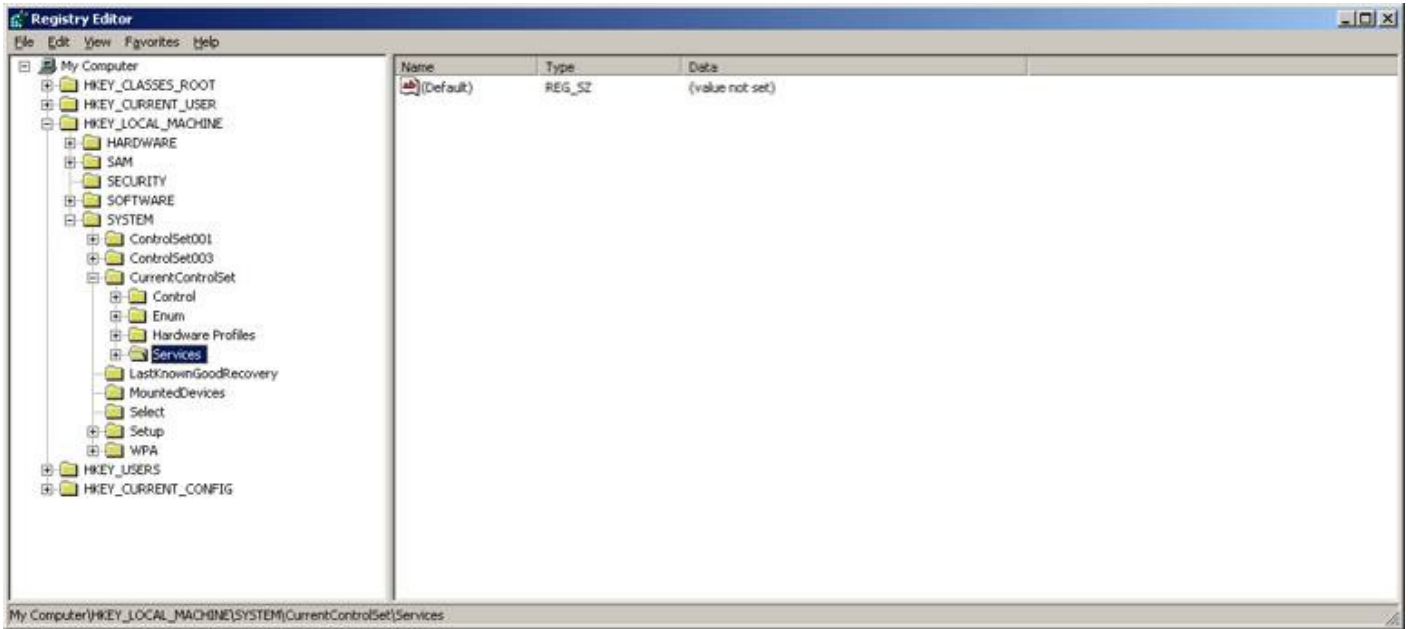 Registry Editor
File Edit View Favorites Help
My Computer
HKEY_CLASSES_ROOT
HKEY_CURRENT_USER
HKEY_LOCAL_MACHINE
HARDWARE
SAM
SECURITY
SOFTWARE
SYSTEM
ControlSet001
ControlSet003
CurrentControlSet
Control
Enum
Hardware Profiles
Services
LastKnownGoodRecovery
MountedDevices
Select
Setup
WPA
HKEY_USERS
HKEY_CURRENT_CONFIG
Name Type Data
ab (Default) REG_SZ (value not set)
My Computer\HKEY_LOCAL_MACHINE\SYSTEM\CurrentControlSet\Services